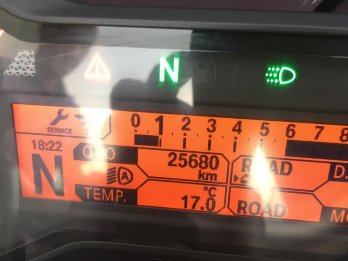 N
SERVICE
0 1 2 3 4 5 6 7 8
18:22
ODO 25680 km
ROAD D.
N
A
TEMP. 17.0 °C
ROAD